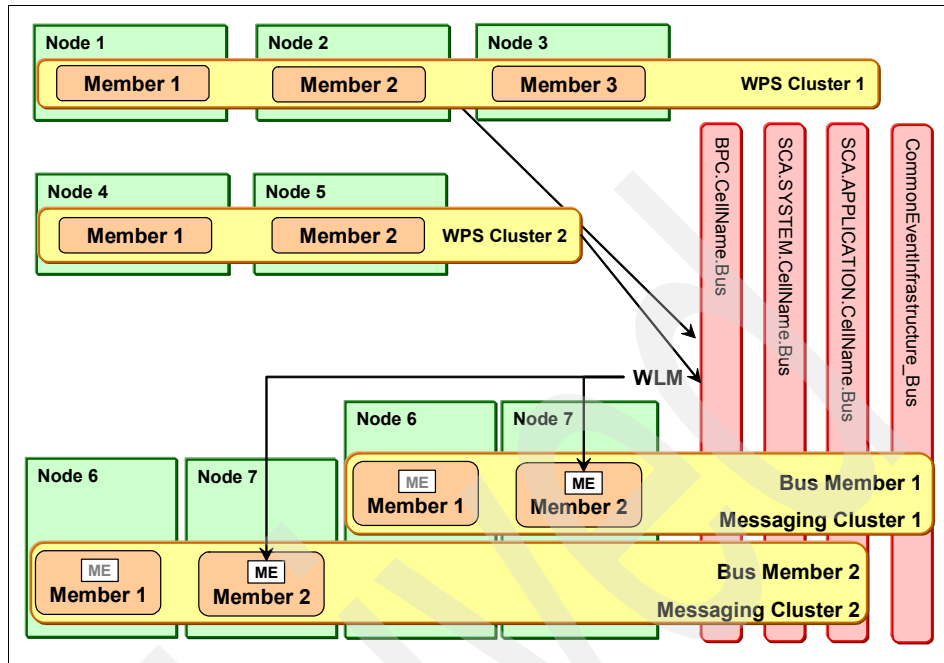 Node 1
Node 2
Node 3
Member 1
Member 2
Member 3
WPS Cluster 1
BPC.CellName.Bus
SCA.SYSTEM.CellName.Bus
SCA.APPLICATION.CellName.Bus
CommonEventInfrastructure_Bus
Node 4
Node 5
Member 1
Member 2
WPS Cluster 2
WLM
Node 6
Node 7
ME
Member 1
ME
Member 2
Bus Member 1
Messaging Cluster 1
Node 6
Node 7
ME
Member 1
ME
Member 2
Bus Member 2
Messaging Cluster 2